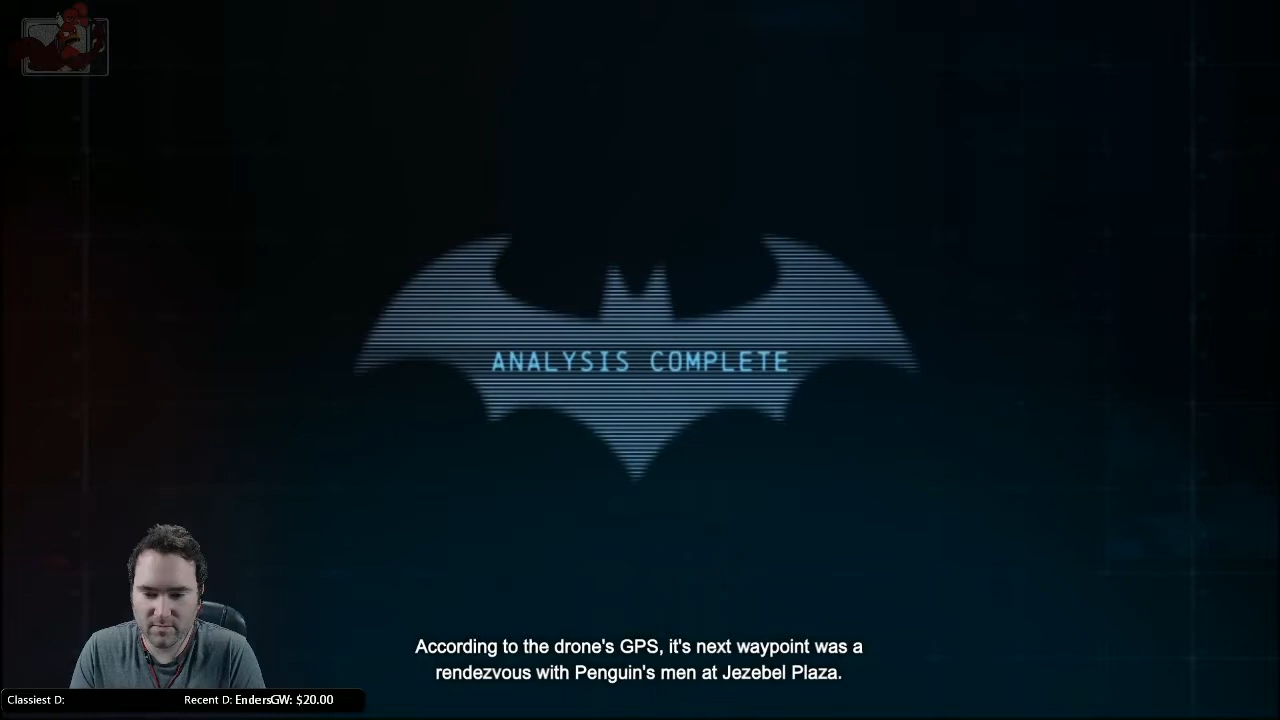 ANALYSIS COMPLETE
According to the drone's GPS, it's next waypoint was a
rendezvous with Penguin's men at Jezebel Plaza.
Classiest D: Recent D: EndersGW: $20.00